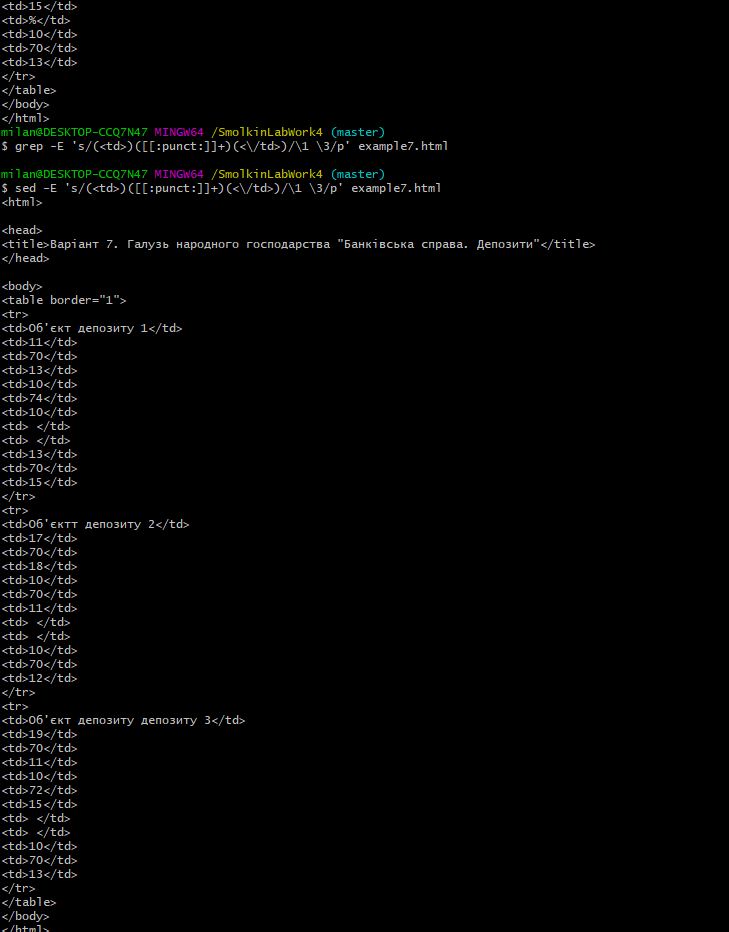 <td>15</td>
<td>%</td>
<td>10</td>
<td>70</td>
<td>13</td>
</tr>
</table>
</body>
</html>
milan@DESKTOP-CCQ7N47 MINGW64 /SmolkinLabWork4 (master)
$ grep -E 's/(<td>)([[:punct:]]+)(<\/td>)/\1 \3/p' example7.html

milan@DESKTOP-CCQ7N47 MINGW64 /SmolkinLabWork4 (master)
$ sed -E 's/(<td>)([[:punct:]]+)(<\/td>)/\1 \3/p' example7.html
<html>

<head>
<title>Варіант 7. Галузь народного господарства "Банківська справа. Депозити"</title>
</head>

<body>
<table border="1">
<tr>
<td>Об'єкт депозиту 1</td>
<td>11</td>
<td>70</td>
<td>13</td>
<td>10</td>
<td>74</td>
<td>10</td>
<td> </td>
<td> </td>
<td>13</td>
<td>70</td>
<td>15</td>
</tr>
<tr>
<td>Об'єктт депозиту 2</td>
<td>17</td>
<td>70</td>
<td>18</td>
<td>10</td>
<td>70</td>
<td>11</td>
<td> </td>
<td> </td>
<td>10</td>
<td>70</td>
<td>12</td>
</tr>
<tr>
<td>Об'єкт депозиту депозиту 3</td>
<td>19</td>
<td>70</td>
<td>11</td>
<td>10</td>
<td>72</td>
<td>15</td>
<td> </td>
<td> </td>
<td>10</td>
<td>70</td>
<td>13</td>
</tr>
</table>
</body>
</html>